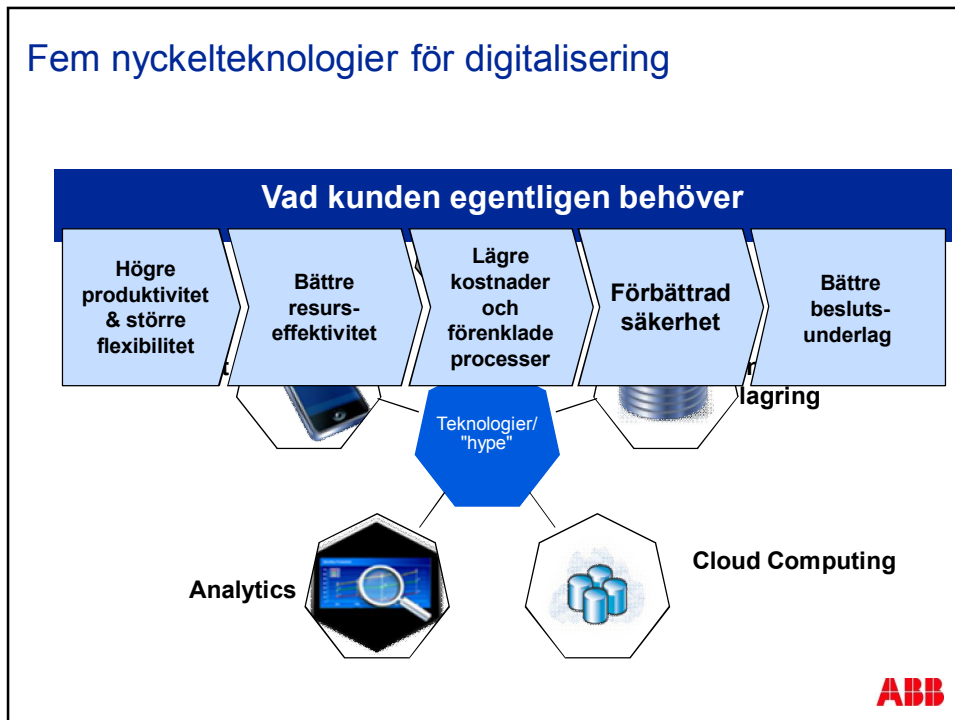 Fem nyckelteknologier för digitalisering
Vad kunden egentligen behöver
Högre
produktivitet
& större
flexibilitet
Bättre
resurs-
effektivitet
Lägre
kostnader
och
förenklade
processer
Förbättrad
säkerhet
Bättre
besluts-
underlag
lagring
Teknologier/
"hype"
Analytics
Cloud Computing
ABB